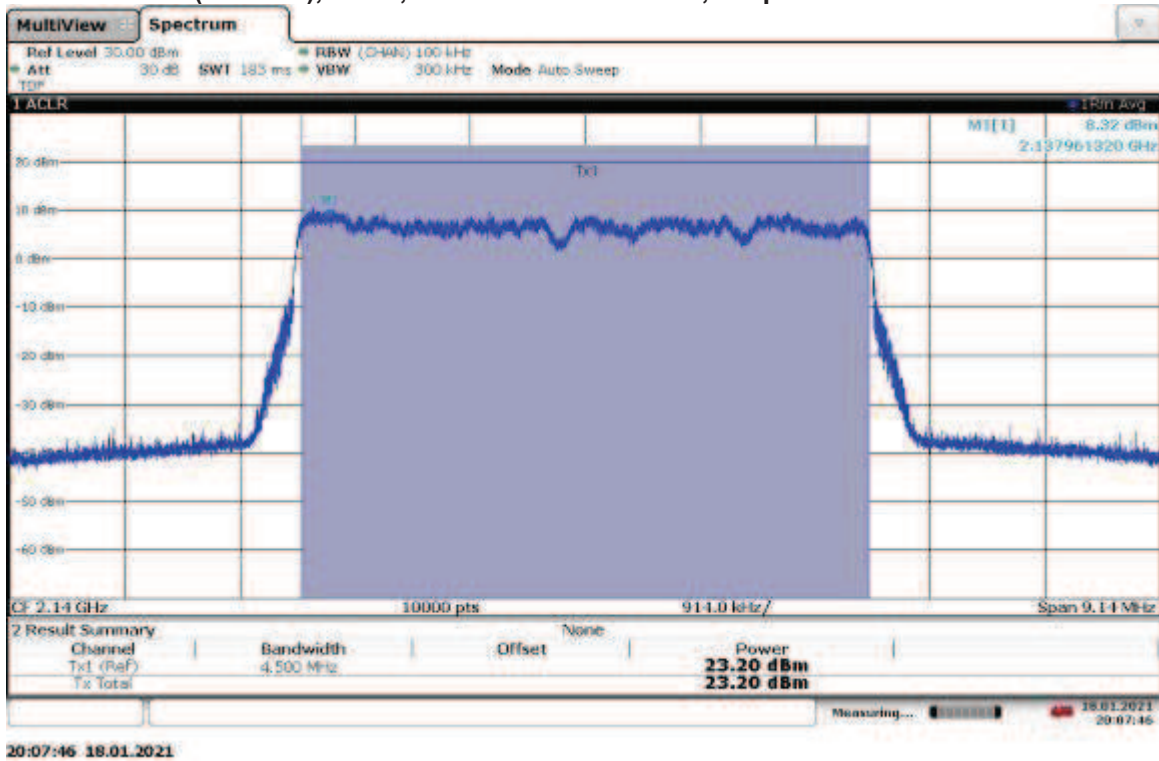 MultiView Spectrum
Ref Level 30.00 dBm RBW (CHAN) 100 kHz
Att 30 dB SWT 183 ms VBW 300 kHz Mode Auto Sweep
TDF
1 ACLR 1Rm Avg
M1[1] 8.32 dBm
2.137961320 GHz
20 dBm
Tx1
M1
10 dBm
0 dBm
-10 dBm
-20 dBm
-30 dBm
-50 dBm
-60 dBm
CF 2.14 GHz 10000 pts 914.0 kHz/ Span 9.14 MHz
2 Result Summary None
Channel Bandwidth Offset Power
Tx1 (Ref) 4.500 MHz 23.20 dBm
Tx Total 23.20 dBm
Measuring... 18.01.2021
20:07:46
20:07:46 18.01.2021